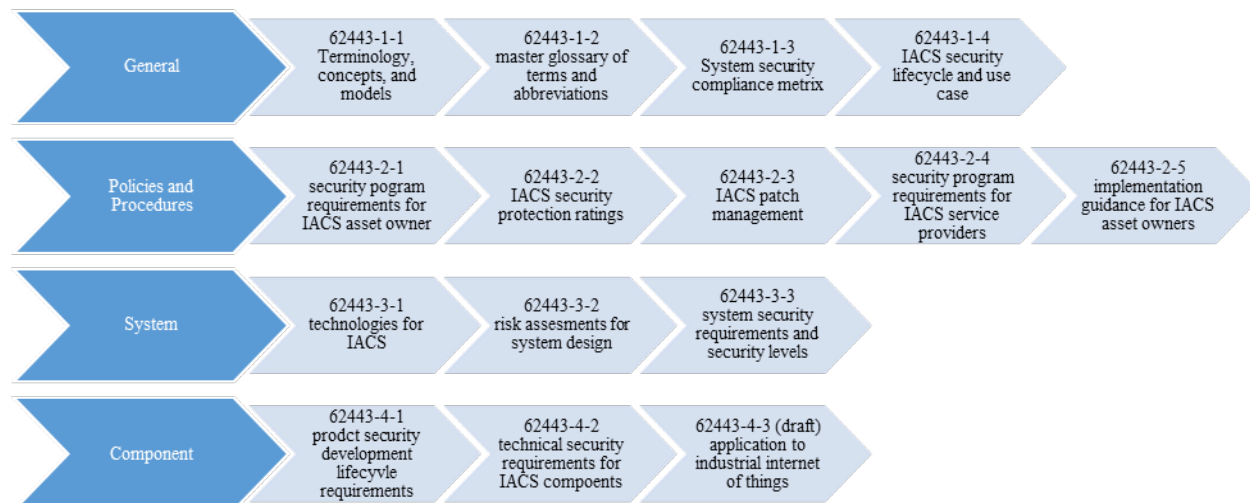 General
62443-1-1
Terminology,
concepts, and
models
62443-1-2
master glossary of
terms and
abbreviations
62443-1-3
System security
compliance metrix
62443-1-4
IACS security
lifecycle and use
case
Policies and
Procedures
62443-2-1
security pogram
requirements for
IACS asset owner
62443-2-2
IACS security
protection ratings
62443-2-3
IACS patch
management
62443-2-4
security program
requirements for
IACS service
providers
62443-2-5
implementation
guidance for IACS
asset owners
System
62443-3-1
technologies for
IACS
62443-3-2
risk assesments for
system design
62443-3-3
system security
requirements and
security levels
Component
62443-4-1
prodct security
development
lifecyvle
requirements
62443-4-2
technical security
requirements for
IACS compoents
62443-4-3 (draft)
application to
industrial internet
of things